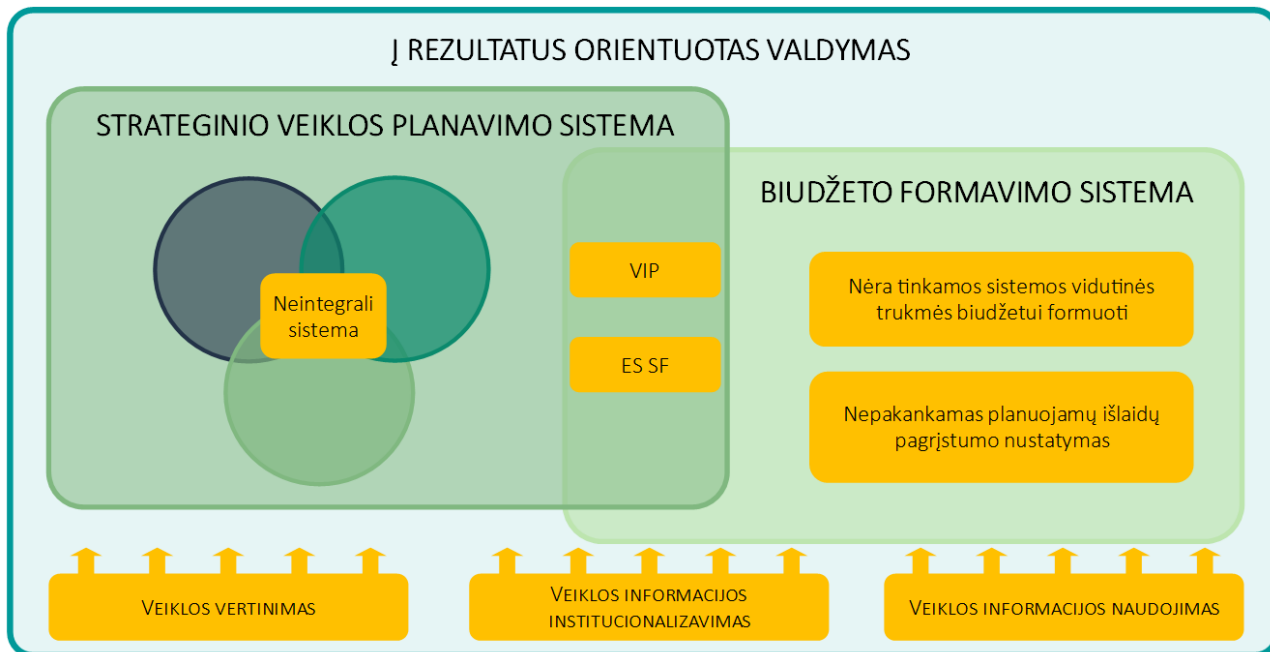 Į REZULTATUS ORIENTUOTAS VALDYMAS
STRATEGINIO VEIKLOS PLANAVIMO SISTEMA
BIUDŽETO FORMAVIMO SISTEMA
Neintegrali
sistema
VIP
ES SF
Nėra tinkamos sistemos vidutinės
trukmės biudžetui formuoti
Nepakankamas planuojamų išlaidų
pagrįstumo nustatymas
VEIKLOS VERTINIMAS
VEIKLOS INFORMACIJOS
INSTITUCIONALIZAVIMAS
VEIKLOS INFORMACIJOS NAUDOJIMAS